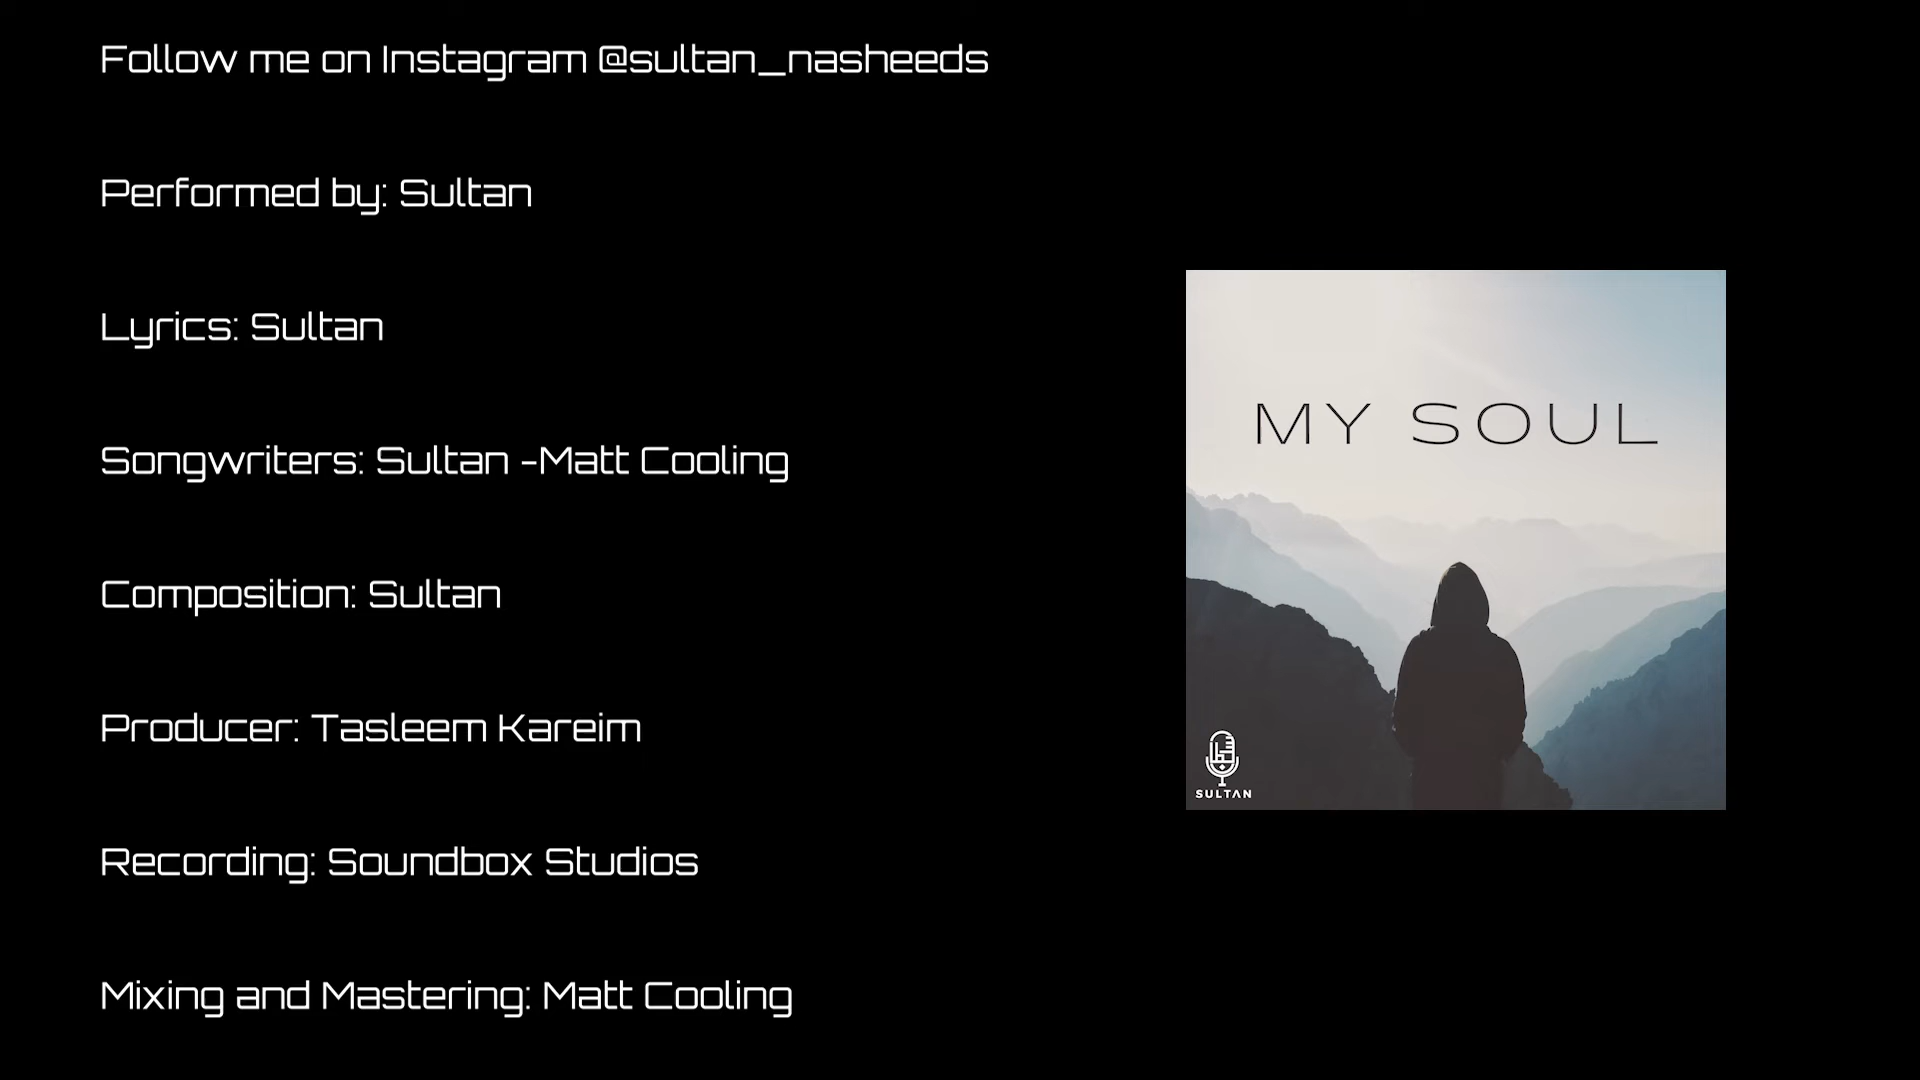 Follow me on Instagram @sultan_nasheeds
Performed by: Sultan
Lyrics: Sultan
Songwriters: Sultan -Matt Cooling
Composition: Sultan
Producer: Tasleem Kareim
Recording: Soundbox Studios
Mixing and Mastering: Matt Cooling
MY SOUL
SULTAN